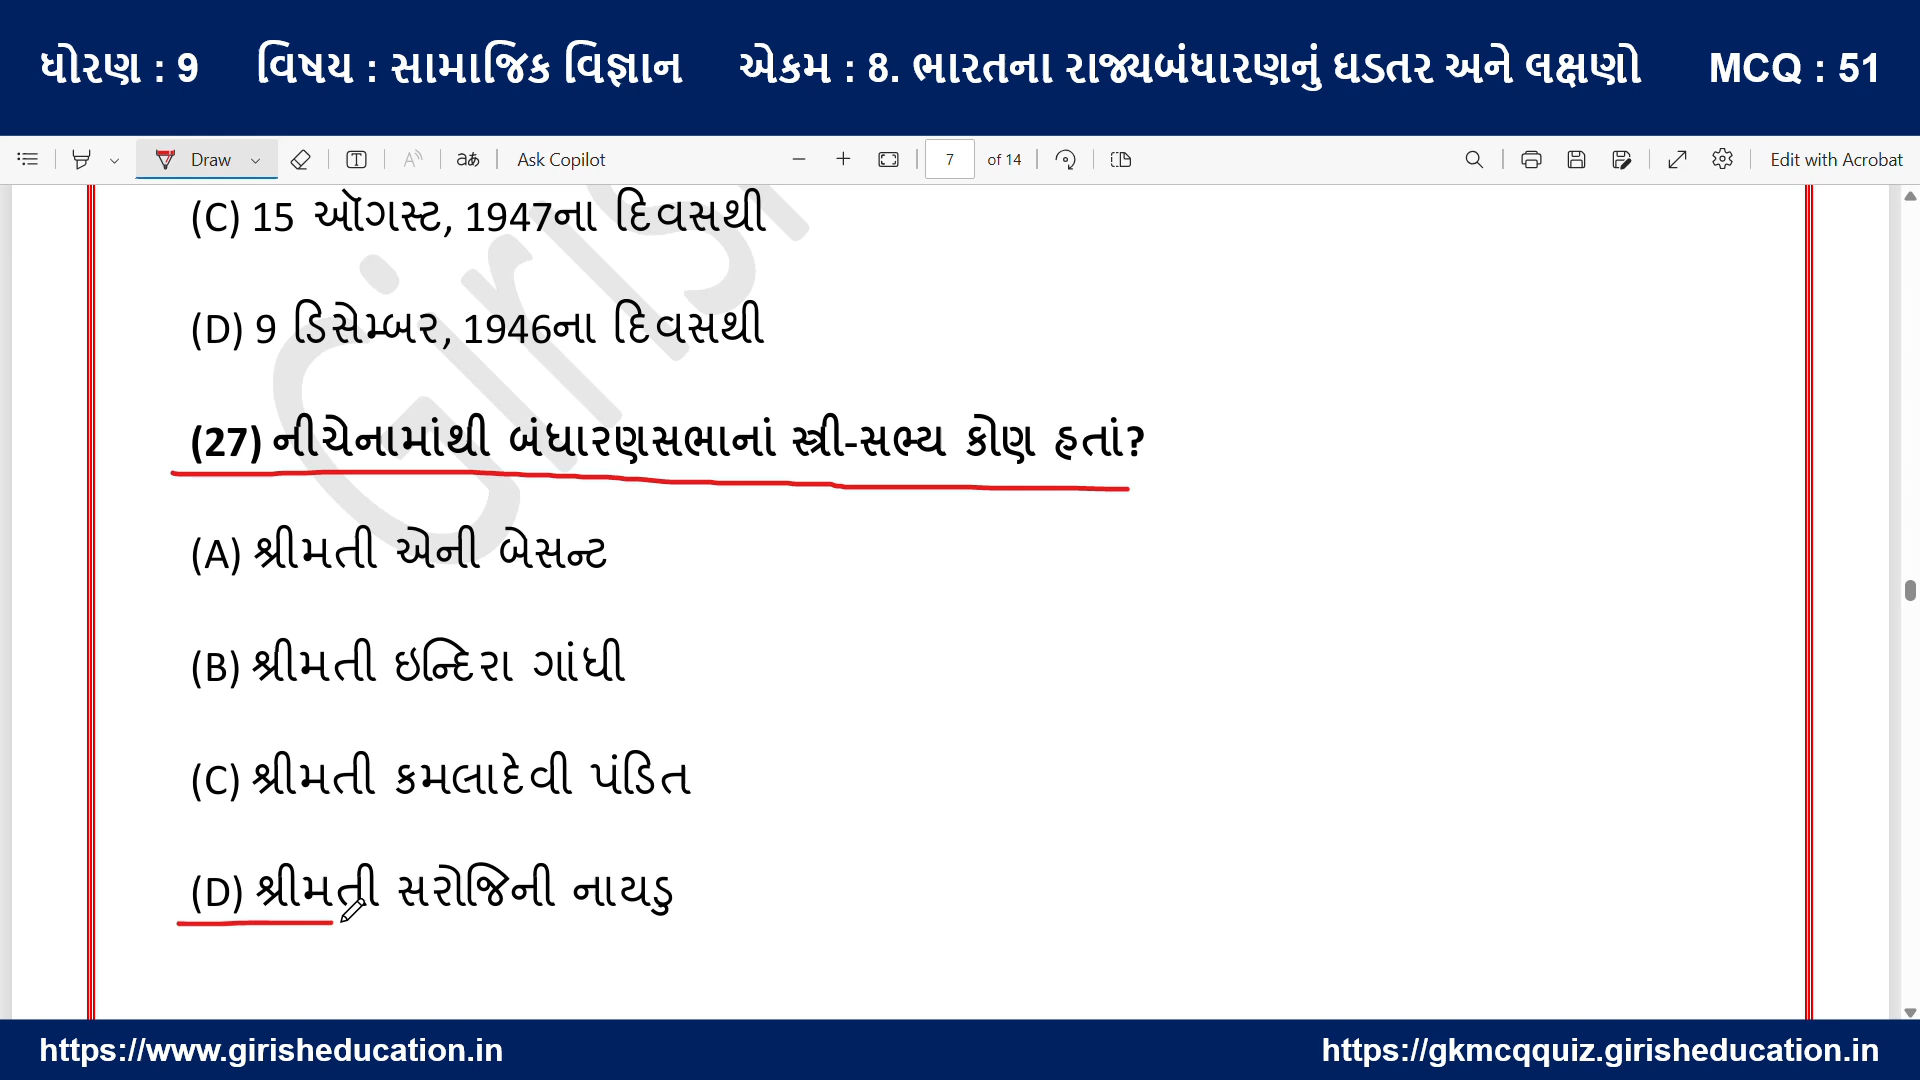 ધોરણ : 9 વિષય : સામાજિક વિજ્ઞાન એકમ : 8. ભારતના રાજ્યબંધારણનું ઘડતર અને લક્ષણો MCQ : 51
Draw Ask Copilot 7 of 14 Edit with Acrobat
(C) 15 ઑગસ્ટ, 1947ના દિવસથી
(D) 9 ડિસેમ્બર, 1946ના દિવસથી
(27) નીચેનામાંથી બંધારણસભાનાં સ્ત્રી-સભ્ય કોણ હતાં?
(A) શ્રીમતી એની બેસન્ટ
(B) શ્રીમતી ઇન્દિરા ગાંધી
(C) શ્રીમતી કમલાદેવી પંડિત
(D) શ્રીમતી સરોજિની નાયડુ
https://www.girisheducation.in https://gkmcqquiz.girisheducation.in